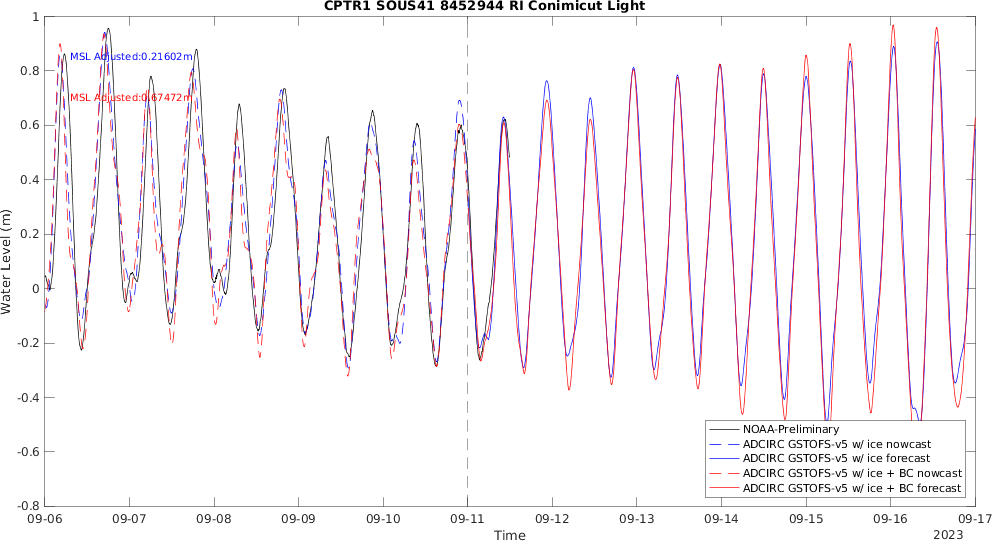 CPTR1 SOUS41 8452944 RI Conimicut Light
1
0.8
0.6
0.4
0.2
0
-0.2
-0.4
-0.6
-0.8
Water Level (m)
MSL Adjusted:0.21602m
MSL Adjusted:0.67472m
NOAA-Preliminary
ADCIRC GSTOFS-v5 w/ ice nowcast
ADCIRC GSTOFS-v5 w/ ice forecast
ADCIRC GSTOFS-v5 w/ ice + BC nowcast
ADCIRC GSTOFS-v5 w/ ice + BC forecast
09-06 09-07 09-08 09-09 09-10 09-11 09-12 09-13 09-14 09-15 09-16 09-17
Time
2023